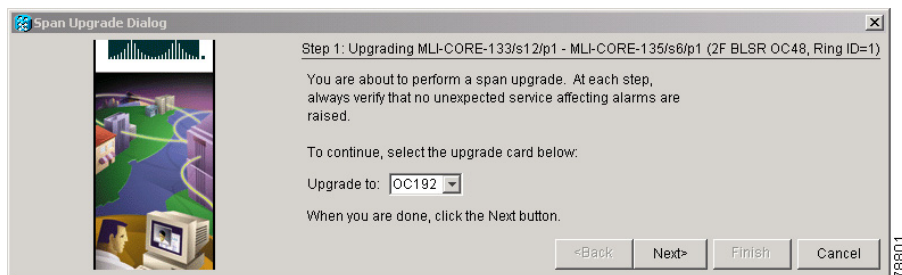 Span Upgrade Dialog
Step 1: Upgrading MLI-CORE-133/s12/p1 - MLI-CORE-135/s6/p1 (2F BLSR OC48, Ring ID=1)
You are about to perform a span upgrade. At each step,
always verify that no unexpected service affecting alarms are
raised.
To continue, select the upgrade card below:
Upgrade to: OC192
When you are done, click the Next button.
<Back Next> Finish Cancel
78801